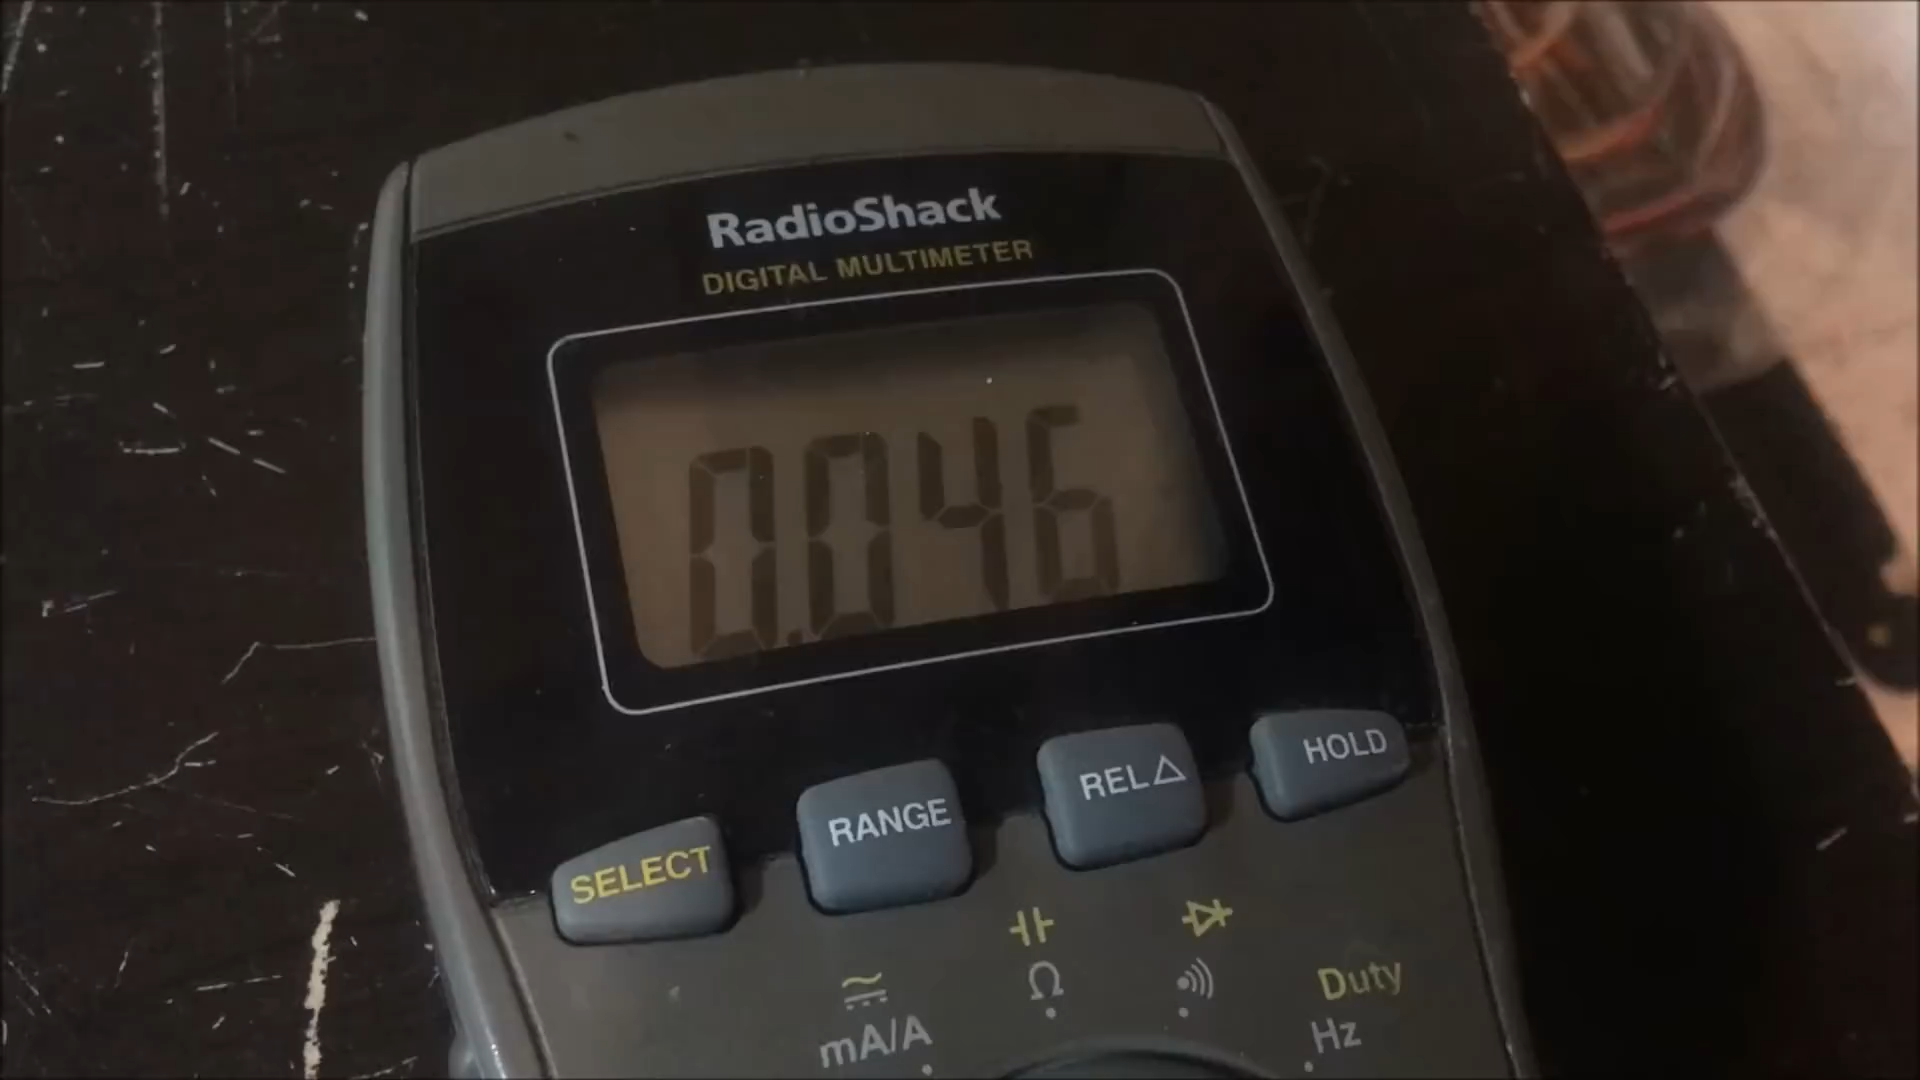 RadioShack
DIGITAL MULTIMETER
0.046
SELECT
RANGE
REL△
HOLD
Ω
mA/A
Duty
Hz